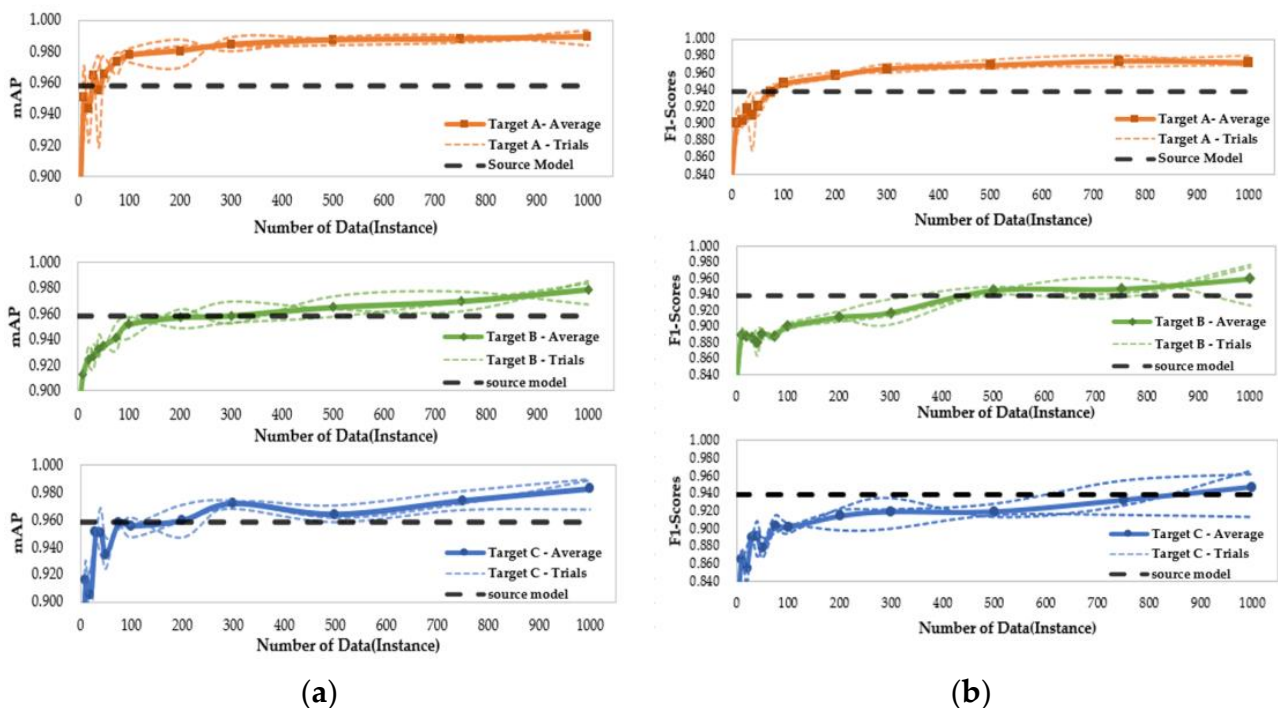 1.000
0.980
0.960
0.940
0.920
0.900
mAP
Target A- Average
Target A - Trials
Source Model
0 100 200 300 400 500 600 700 800 900 1000
Number of Data(Instance)
1.000
0.980
0.960
0.940
0.920
0.900
mAP
Target B - Average
Target B - Trials
source model
0 100 200 300 400 500 600 700 800 900 1000
Number of Data(Instance)
1.000
0.980
0.960
0.940
0.920
0.900
mAP
Target C - Average
Target C - Trials
source model
0 100 200 300 400 500 600 700 800 900 1000
Number of Data(Instance)
(a)
1.000
0.980
0.960
0.940
0.920
0.900
0.880
0.860
0.840
F1-Scores
Target A- Average
Target A - Trials
Source Model
0 100 200 300 400 500 600 700 800 900 1000
Number of Data(Instance)
1.000
0.980
0.960
0.940
0.920
0.900
0.880
0.860
0.840
F1-Scores
Target B - Average
Target B - Trials
source model
0 100 200 300 400 500 600 700 800 900 1000
Number of Data(Instance)
1.000
0.980
0.960
0.940
0.920
0.900
0.880
0.860
0.840
F1-Scores
Target C - Average
Target C - Trials
source model
0 100 200 300 400 500 600 700 800 900 1000
Number of Data(Instance)
(b)